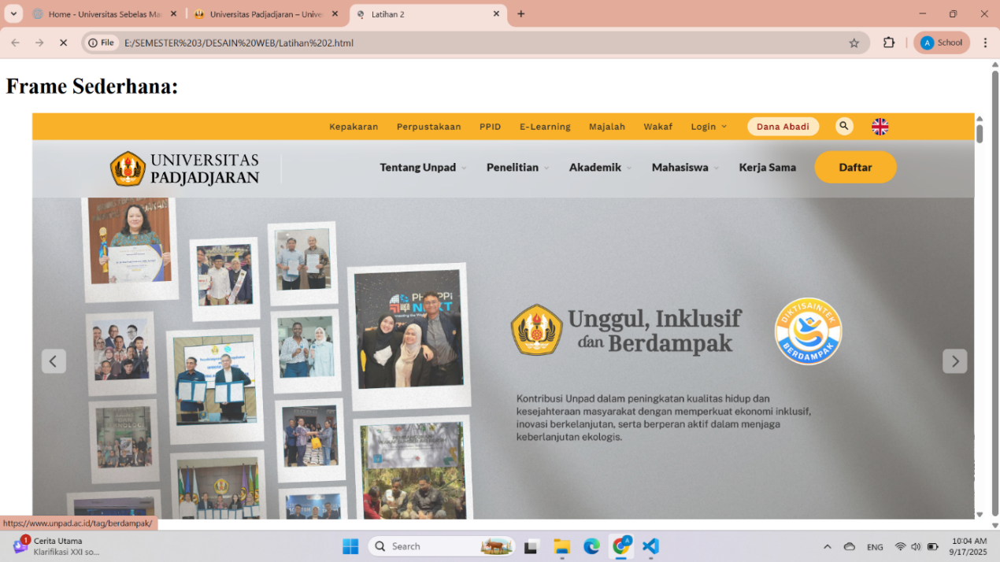 Home - Universitas Sebelas Mar
Universitas Padjadjaran – Unive
Latihan 2
File
E:/SEMESTER%203/DESAIN%20WEB/Latihan%202.html
A School
Frame Sederhana:
Kepakaran Perpustakaan PPID E-Learning Majalah Wakaf Login Dana Abadi
UNIVERSITAS
PADJADJARAN
Tentang Unpad Penelitian Akademik Mahasiswa Kerja Sama Daftar
Unggul, Inklusif
dan Berdampak
DIKTISAINTEK
BERDAMPAK
Kontribusi Unpad dalam peningkatan kualitas hidup dan
kesejahteraan masyarakat dengan memperkuat ekonomi inklusif,
inovasi berkelanjutan, serta berperan aktif dalam menjaga
keberlanjutan ekologis.
https://www.unpad.ac.id/tag/berdampak/
1
Cerita Utama
Klarifikasi XXI so...
Search
ENG
10:04 AM
9/17/2025